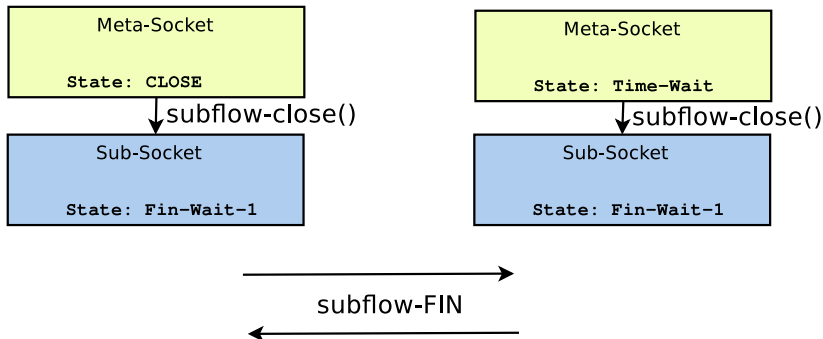 Meta-Socket
State: CLOSE
subflow-close()
Sub-Socket
State: Fin-Wait-1
Meta-Socket
State: Time-Wait
subflow-close()
Sub-Socket
State: Fin-Wait-1
subflow-FIN